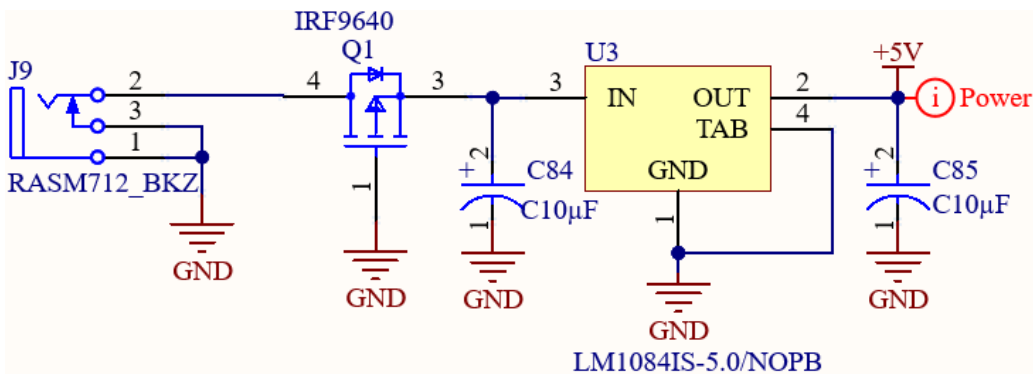 IRF9640
Q1
J9
2
3
1
RASM712_BKZ
GND
4
3
1
GND
+
2
C84
C10µF
1
GND
U3
3
IN
OUT
TAB
GND
2
4
1
GND
LM1084IS-5.0/NOPB
+5V
i
Power
+
2
C85
C10µF
1
GND